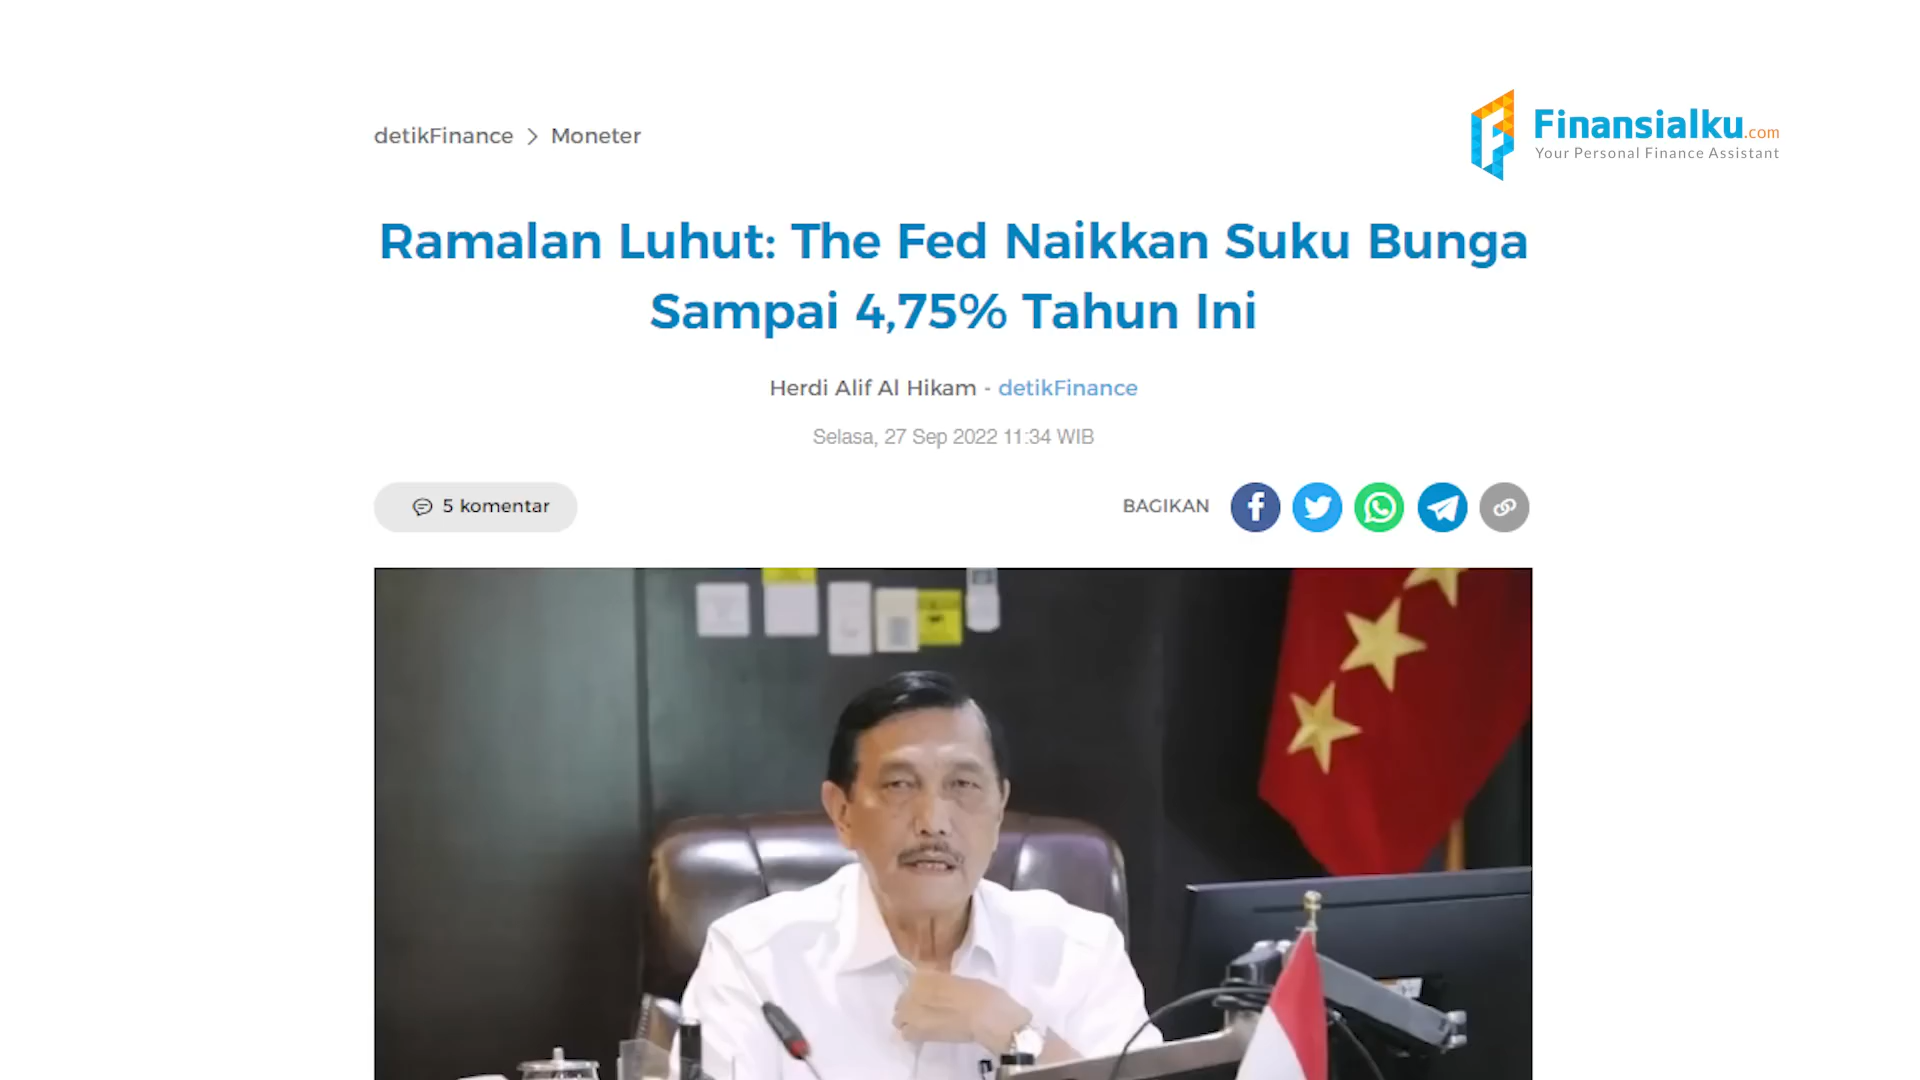 detikFinance > Moneter
Finansialku.com
Your Personal Finance Assistant
Ramalan Luhut: The Fed Naikkan Suku Bunga
Sampai 4,75% Tahun Ini
Herdi Alif Al Hikam - detikFinance
Selasa, 27 Sep 2022 11:34 WIB
5 komentar
BAGIKAN